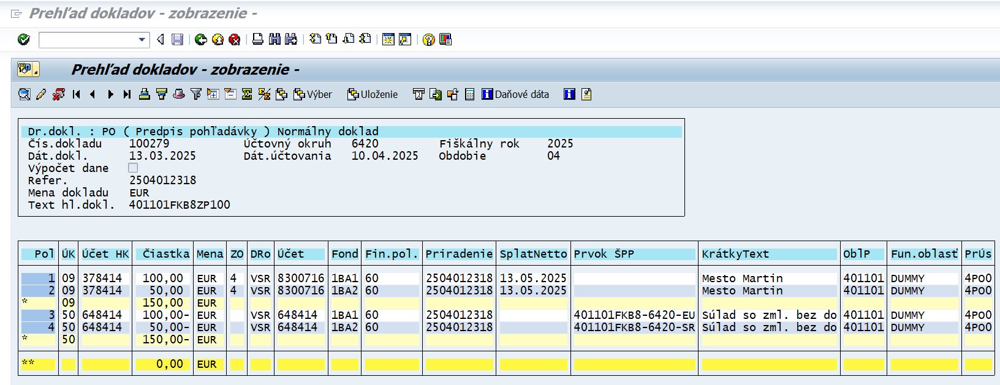 Prehľad dokladov - zobrazenie -
Prehľad dokladov - zobrazenie -
Výber Uloženie Daňové dáta
Dr.dokl. : PO ( Predpis pohľadávky ) Normálny doklad
Čís.dokladu 100279 Účtovný okruh 6420 Fiškálny rok 2025
Dát.dokl. 13.03.2025 Dát.účtovania 10.04.2025 Obdobie 04
Výpočet dane
Refer. 2504012318
Mena dokladu EUR
Text hl.dokl. 401101FKB8ZP100
Pol ÚK Účet HK Čiastka Mena ZO DRo Účet Fond Fin.pol. Priradenie SplatNetto Prvok ŠPP KrátkyText OblP Fun.oblasť PrÚs
1 09 378414 100,00 EUR 4 VSR 8300716 1BA1 60 2504012318 13.05.2025 Mesto Martin 401101 DUMMY 4PO0
2 09 378414 50,00 EUR 4 VSR 8300716 1BA2 60 2504012318 13.05.2025 Mesto Martin 401101 DUMMY 4PO0
* 09 150,00 EUR
3 50 648414 100,00- EUR VSR 648414 1BA1 60 2504012318 401101FKB8-6420-EU Súlad so zml. bez do 401101 DUMMY 4PO0
4 50 648414 50,00- EUR VSR 648414 1BA2 60 2504012318 401101FKB8-6420-SR Súlad so zml. bez do 401101 DUMMY 4PO0
* 50 150,00- EUR
** 0,00 EUR